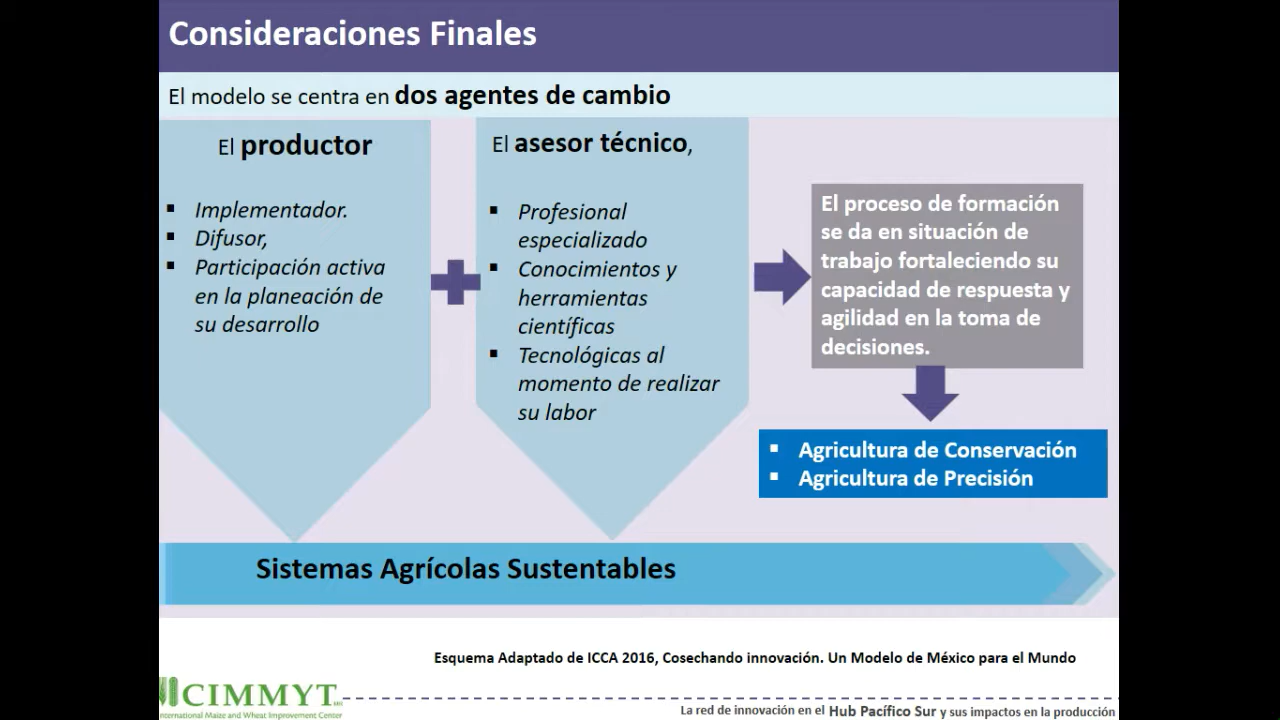 Consideraciones Finales
El modelo se centra en dos agentes de cambio
El productor
▪ Implementador.
▪ Difusor,
▪ Participación activa
en la planeación de
su desarrollo
El asesor técnico,
▪ Profesional
especializado
▪ Conocimientos y
herramientas
científicas
▪ Tecnológicas al
momento de realizar
su labor
El proceso de formación
se da en situación de
trabajo fortaleciendo su
capacidad de respuesta y
agilidad en la toma de
decisiones.
▪ Agricultura de Conservación
▪ Agricultura de Precisión
Sistemas Agrícolas Sustentables
Esquema Adaptado de ICCA 2016, Cosechando innovación. Un Modelo de México para el Mundo
CIMMYT
International Maize and Wheat Improvement Center
La red de innovación en el Hub Pacífico Sur y sus impactos en la producción